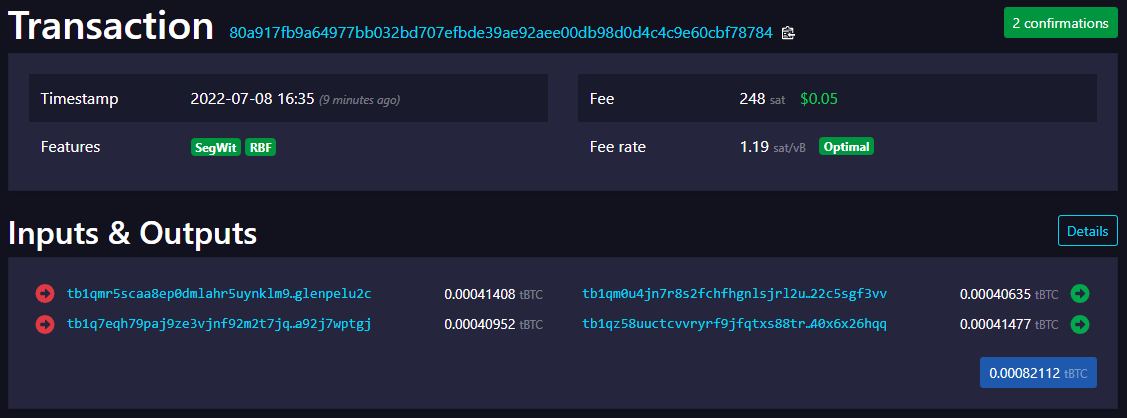 Transaction 80a917fb9a64977bb032bd707efbde39ae92aee00db98d0d4c4c9e60cbf78784 2 confirmations
Timestamp 2022-07-08 16:35 (9 minutes ago) Fee 248 sat $0.05
Features SegWit RBF Fee rate 1.19 sat/vB Optimal
Inputs & Outputs Details
tb1qmr5scaa8ep0dmlahr5uynklm9…glenpelu2c 0.00041408 tBTC tb1qm0u4jn7r8s2fchfhgnlsjrl2u…22c5sgf3vv 0.00040635 tBTC
tb1q7eqh79paj9ze3vjnf92m2t7jq…a92j7wptgj 0.00040952 tBTC tb1qz58uuctcvvryrf9jfqtxs88tr…40x6x26hqq 0.00041477 tBTC
0.00082112 tBTC